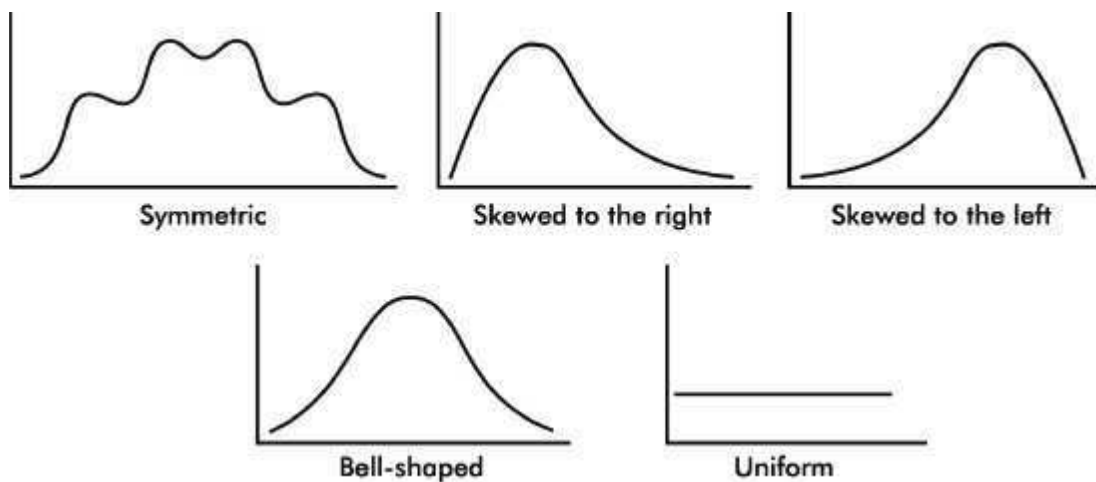 Symmetric
Skewed to the right
Skewed to the left
Bell-shaped
Uniform